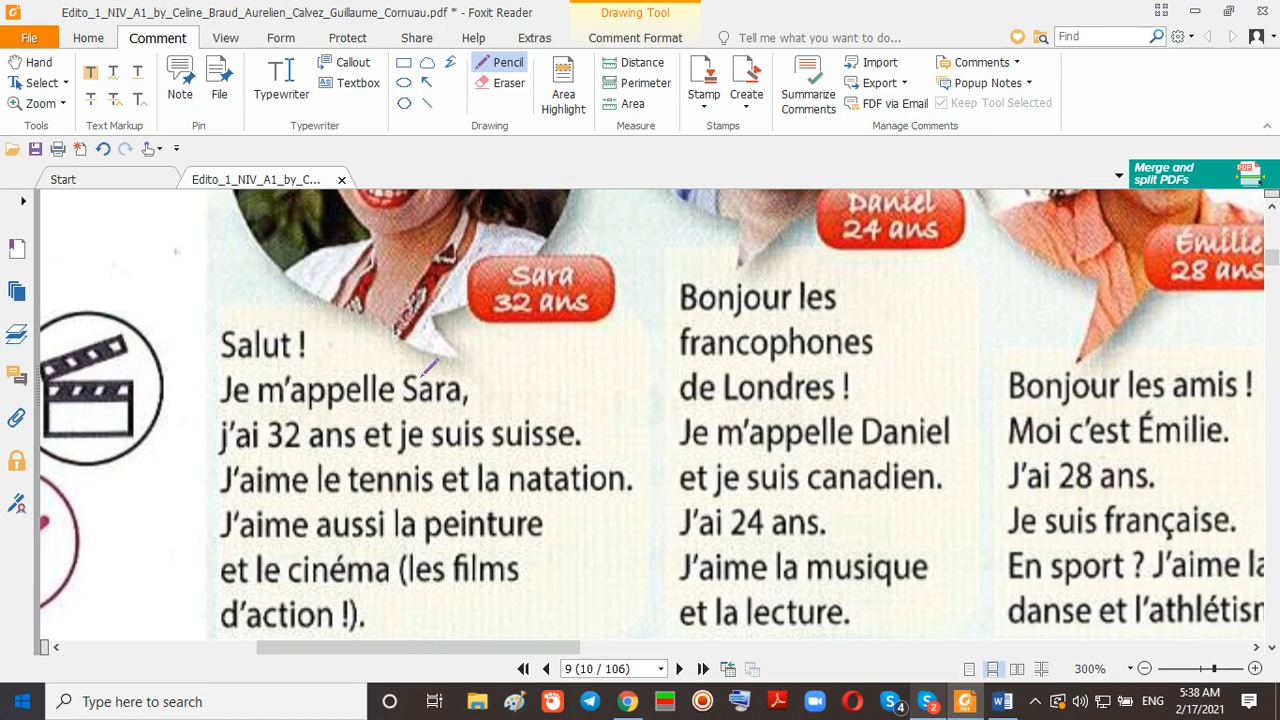 Edito_1_NIV_A1_by_Celine_Braud_Aurelien_Calvez_Guillaume_Cornuau.pdf * - Foxit Reader
Drawing Tool
File Home Comment View Form Protect Share Help Extras Comment Format Tell me what you want to do... Find
Hand
Select
Zoom
Tools
Text Markup
Note
File
Pin
Typewriter
Callout
Textbox
Typewriter
Pencil
Eraser
Drawing
Area Highlight
Distance
Perimeter
Area
Measure
Stamp
Create
Stamps
Summarize Comments
Import
Export
FDF via Email
Comments
Popup Notes
Keep Tool Selected
Manage Comments
Start
Edito_1_NIV_A1_by_C...
Merge and
split PDFs
Sara
32 ans
Salut !
Je m'appelle Sara,
j'ai 32 ans et je suis suisse.
J'aime le tennis et la natation.
J'aime aussi la peinture
et le cinéma (les films
d'action !).
Daniel
24 ans
Bonjour les
francophones
de Londres !
Je m'appelle Daniel
et je suis canadien.
J'ai 24 ans.
J'aime la musique
et la lecture.
Émilie
28 ans
Bonjour les amis !
Moi c'est Émilie.
J'ai 28 ans.
Je suis française.
En sport ? J'aime la
danse et l'athlétism
9 (10 / 106)
300%
Type here to search
4
2
ENG
5:38 AM
2/17/2021